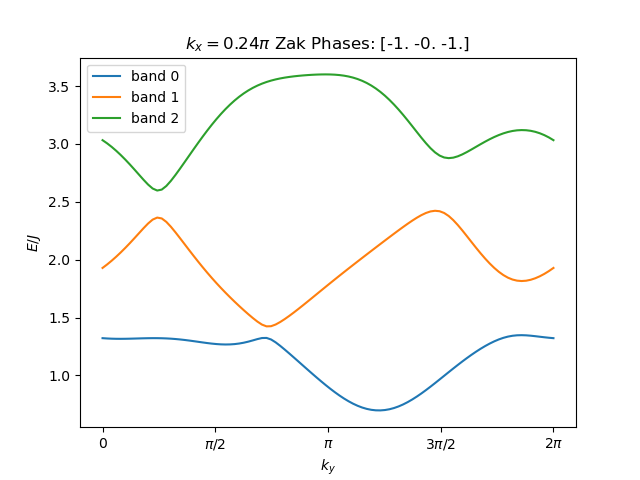 k_x = 0.24π Zak Phases: [-1. -0. -1.]
band 0
band 1
band 2
E/J
3.5
3.0
2.5
2.0
1.5
1.0
0 π/2 π 3π/2 2π
k_y